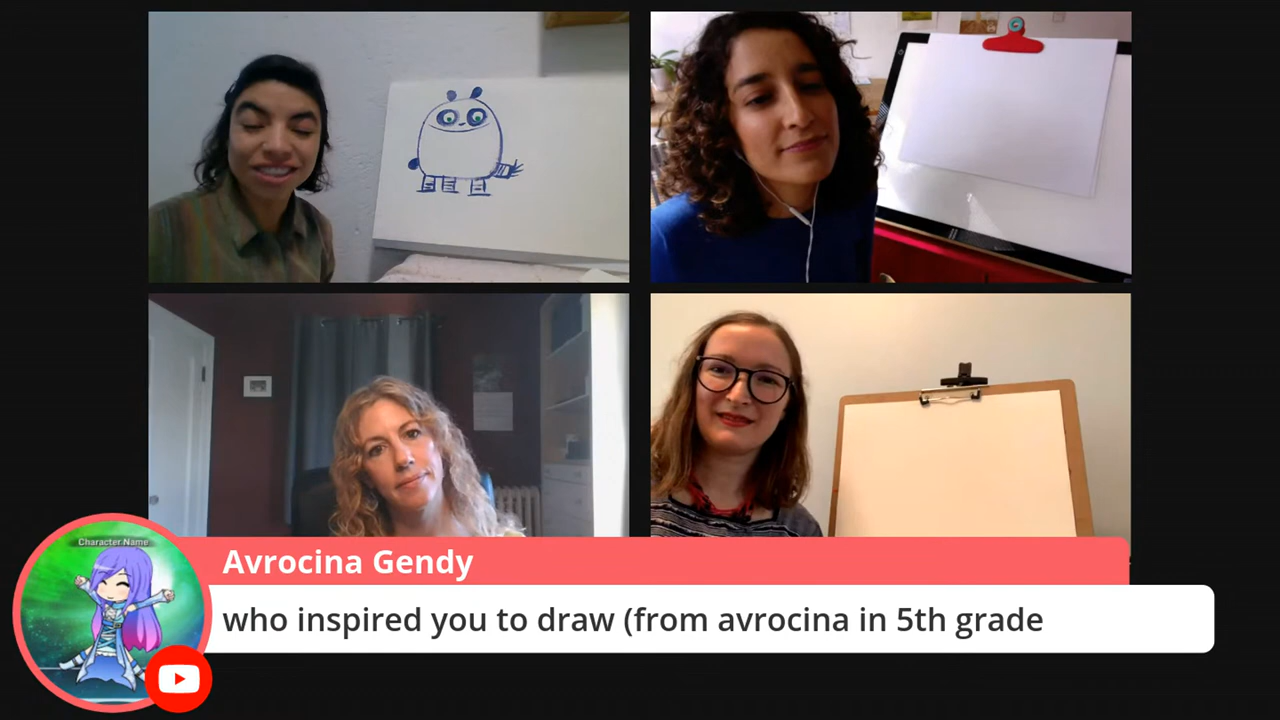 Character Name
Avrocina Gendy
who inspired you to draw (from avrocina in 5th grade